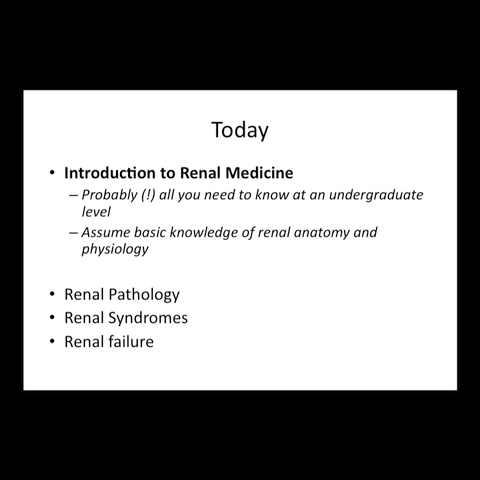 Today
• Introduction to Renal Medicine
– Probably (!) all you need to know at an undergraduate
level
– Assume basic knowledge of renal anatomy and
physiology
• Renal Pathology
• Renal Syndromes
• Renal failure